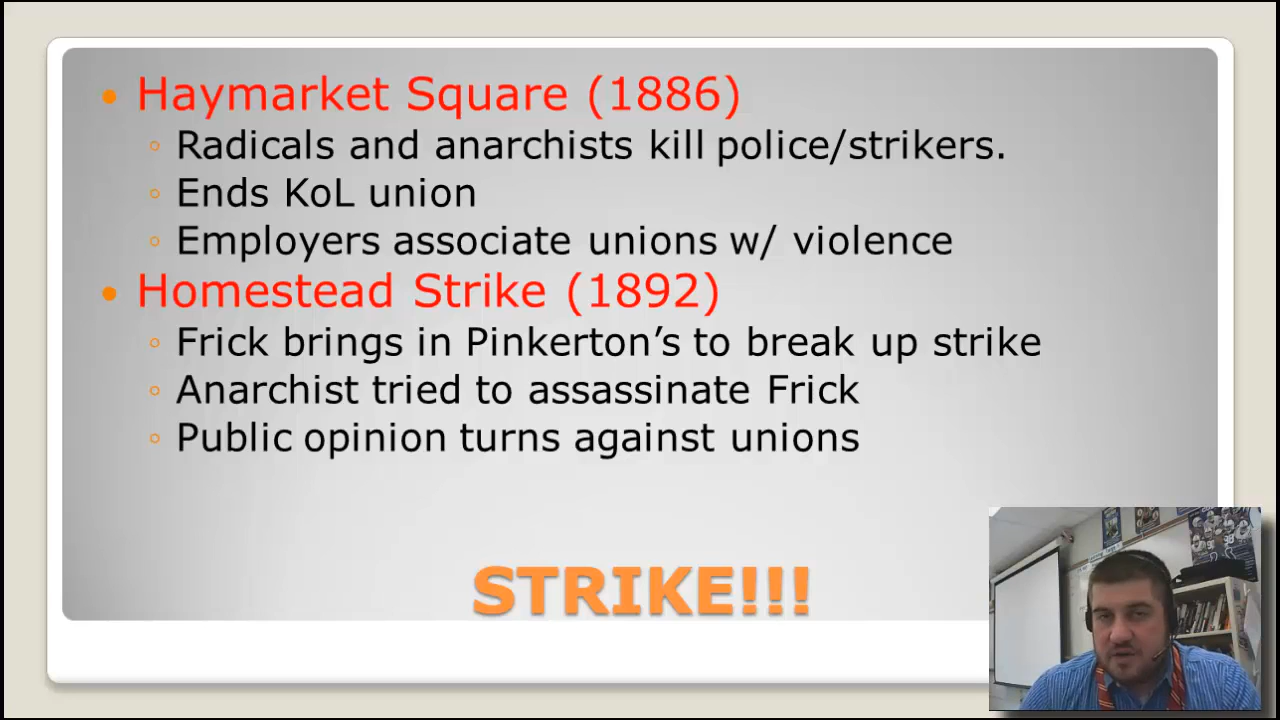 Haymarket Square (1886)
Radicals and anarchists kill police/strikers.
Ends KoL union
Employers associate unions w/ violence
Homestead Strike (1892)
Frick brings in Pinkerton’s to break up strike
Anarchist tried to assassinate Frick
Public opinion turns against unions
STRIKE!!!